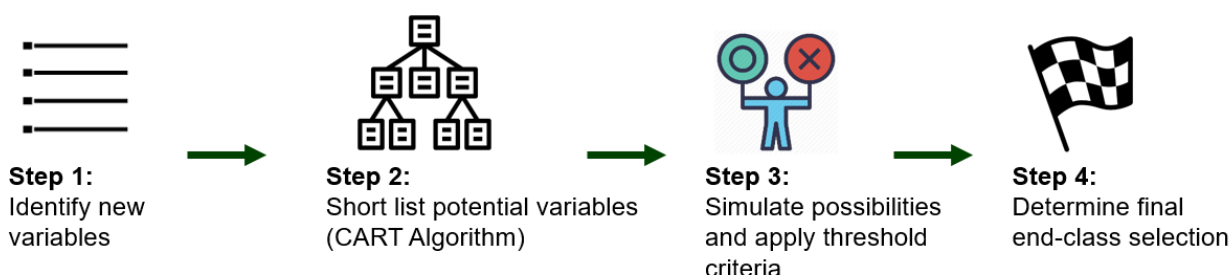 Step 1:
Identify new
variables
Step 2:
Short list potential variables
(CART Algorithm)
Step 3:
Simulate possibilities
and apply threshold
criteria
Step 4:
Determine final
end-class selection